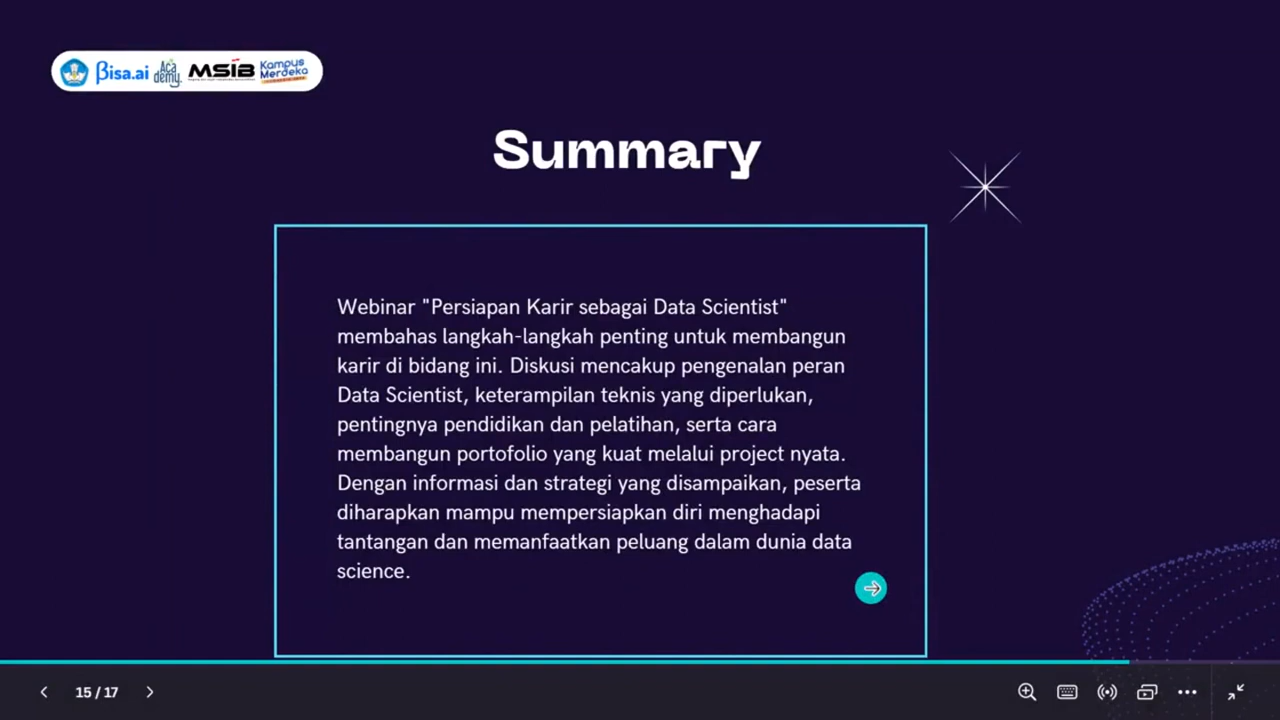 Bisa.ai Academy MSIB Kampus Merdeka
Summary
Webinar "Persiapan Karir sebagai Data Scientist"
membahas langkah-langkah penting untuk membangun
karir di bidang ini. Diskusi mencakup pengenalan peran
Data Scientist, keterampilan teknis yang diperlukan,
pentingnya pendidikan dan pelatihan, serta cara
membangun portofolio yang kuat melalui project nyata.
Dengan informasi dan strategi yang disampaikan, peserta
diharapkan mampu mempersiapkan diri menghadapi
tantangan dan memanfaatkan peluang dalam dunia data
science.
15 / 17